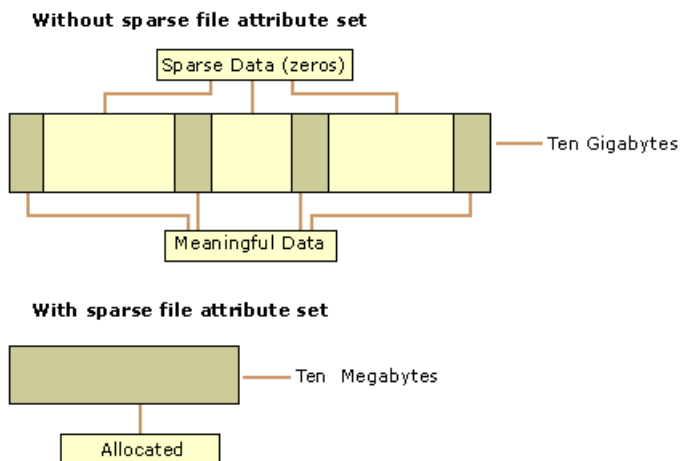 Without sparse file attribute set
Sparse Data (zeros)
Ten Gigabytes
Meaningful Data
With sparse file attribute set
Ten Megabytes
Allocated